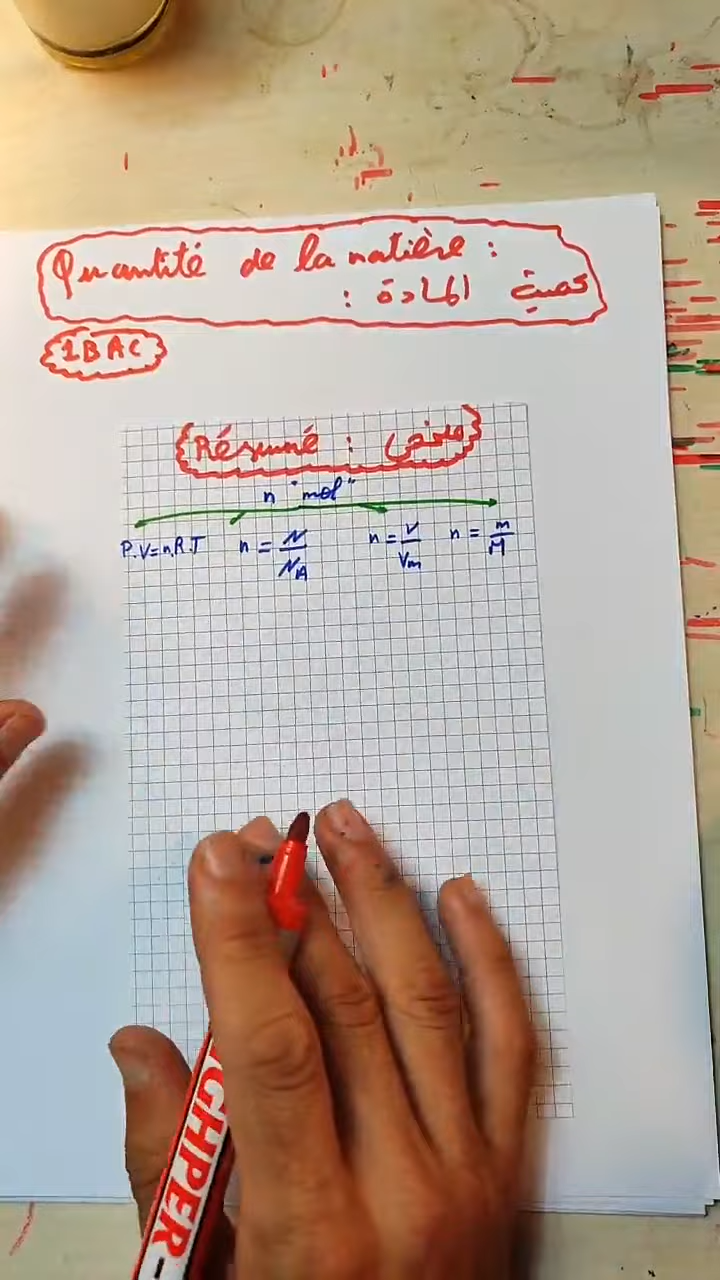 Quantité de la matière :
كمية المادة :
1BAC
Résumé : ملخص
n "mol"
P.V=n.R.T n = N/NA n = V/Vm n = m/M